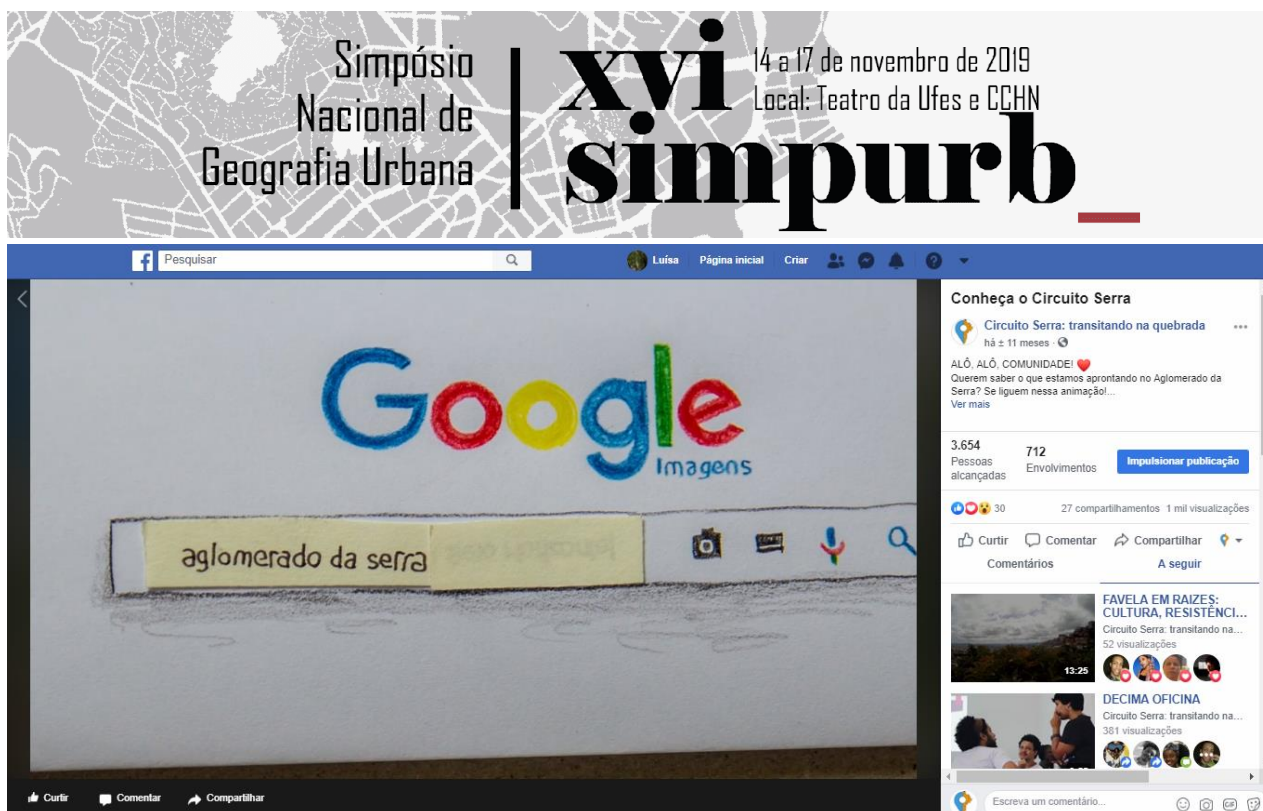 Simpósio
Nacional de
Geografia Urbana
xvi
simpurb_
14 a 17 de novembro de 2019
Local: Teatro da Ufes e CCHN
Pesquisar
Luísa
Página inicial
Criar
Google
Imagens
aglomerado da serra
Curtir
Comentar
Compartilhar
Conheça o Circuito Serra
Circuito Serra: transitando na quebrada
há ± 11 meses ·
ALÔ, ALÔ, COMUNIDADE! ❤️
Querem saber o que estamos aprontando no Aglomerado da
Serra? Se liguem nessa animação!...
Ver mais
3.654
Pessoas
alcançadas
712
Envolvimentos
Impulsionar publicação
30
27 compartilhamentos 1 mil visualizações
Curtir
Comentar
Compartilhar
Comentários
A seguir
13:25
FAVELA EM RAIZES:
CULTURA, RESISTÊNCI...
Circuito Serra: transitando na...
52 visualizações
DECIMA OFICINA
Circuito Serra: transitando na...
381 visualizações
Escreva um comentário...
GIF